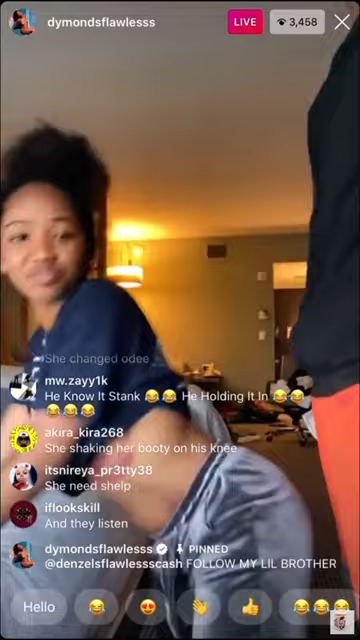 dymondsflawlesss
LIVE
3,458
She changed odee
mw.zayy1k
He Know It Stank 😂😂 He Holding It In 😂😂
😂😂😂
akira_kira268
She shaking her booty on his knee
itsnireya_pr3tty38
She need shelp
iflookskill
And they listen
dymondsflawlesss PINNED
@denzelsflawlessscash FOLLOW MY LIL BROTHER
Hello 😂 😍 👋 👍 😂😂😂